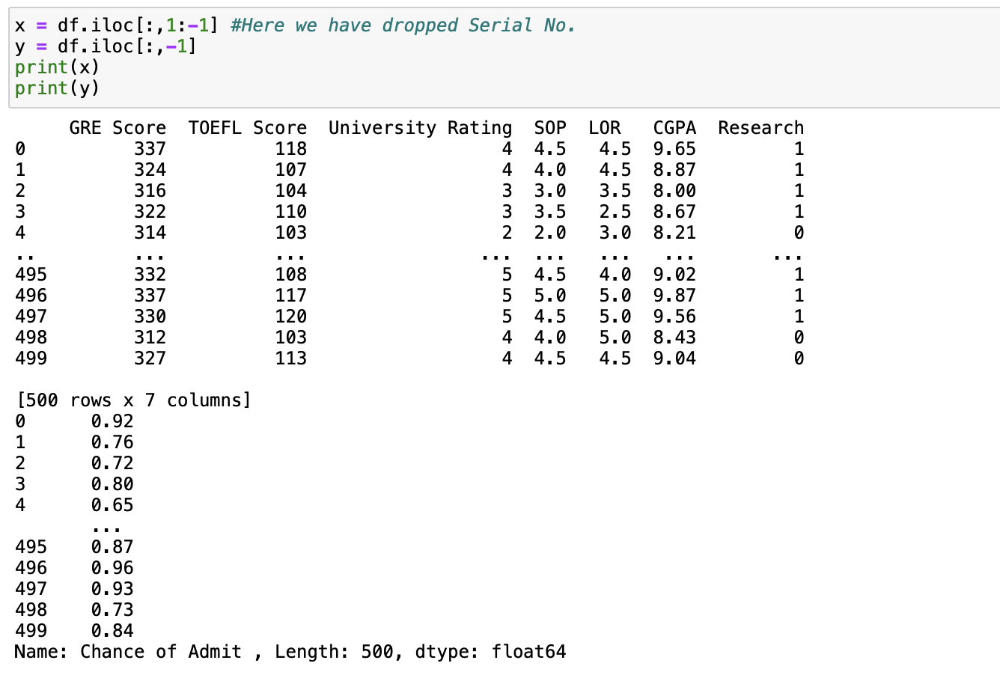 x = df.iloc[:,1:-1] #Here we have dropped Serial No.
y = df.iloc[:,-1]
print(x)
print(y)
     GRE Score  TOEFL Score  University Rating  SOP  LOR   CGPA  Research
0          337          118                  4  4.5   4.5  9.65         1
1          324          107                  4  4.0   4.5  8.87         1
2          316          104                  3  3.0   3.5  8.00         1
3          322          110                  3  3.5   2.5  8.67         1
4          314          103                  2  2.0   3.0  8.21         0
..         ...          ...                ...  ...   ...   ...       ...
495        332          108                  5  4.5   4.0  9.02         1
496        337          117                  5  5.0   5.0  9.87         1
497        330          120                  5  4.5   5.0  9.56         1
498        312          103                  4  4.0   5.0  8.43         0
499        327          113                  4  4.5   4.5  9.04         0
[500 rows x 7 columns]
0      0.92
1      0.76
2      0.72
3      0.80
4      0.65
       ...
495    0.87
496    0.96
497    0.93
498    0.73
499    0.84
Name: Chance of Admit , Length: 500, dtype: float64